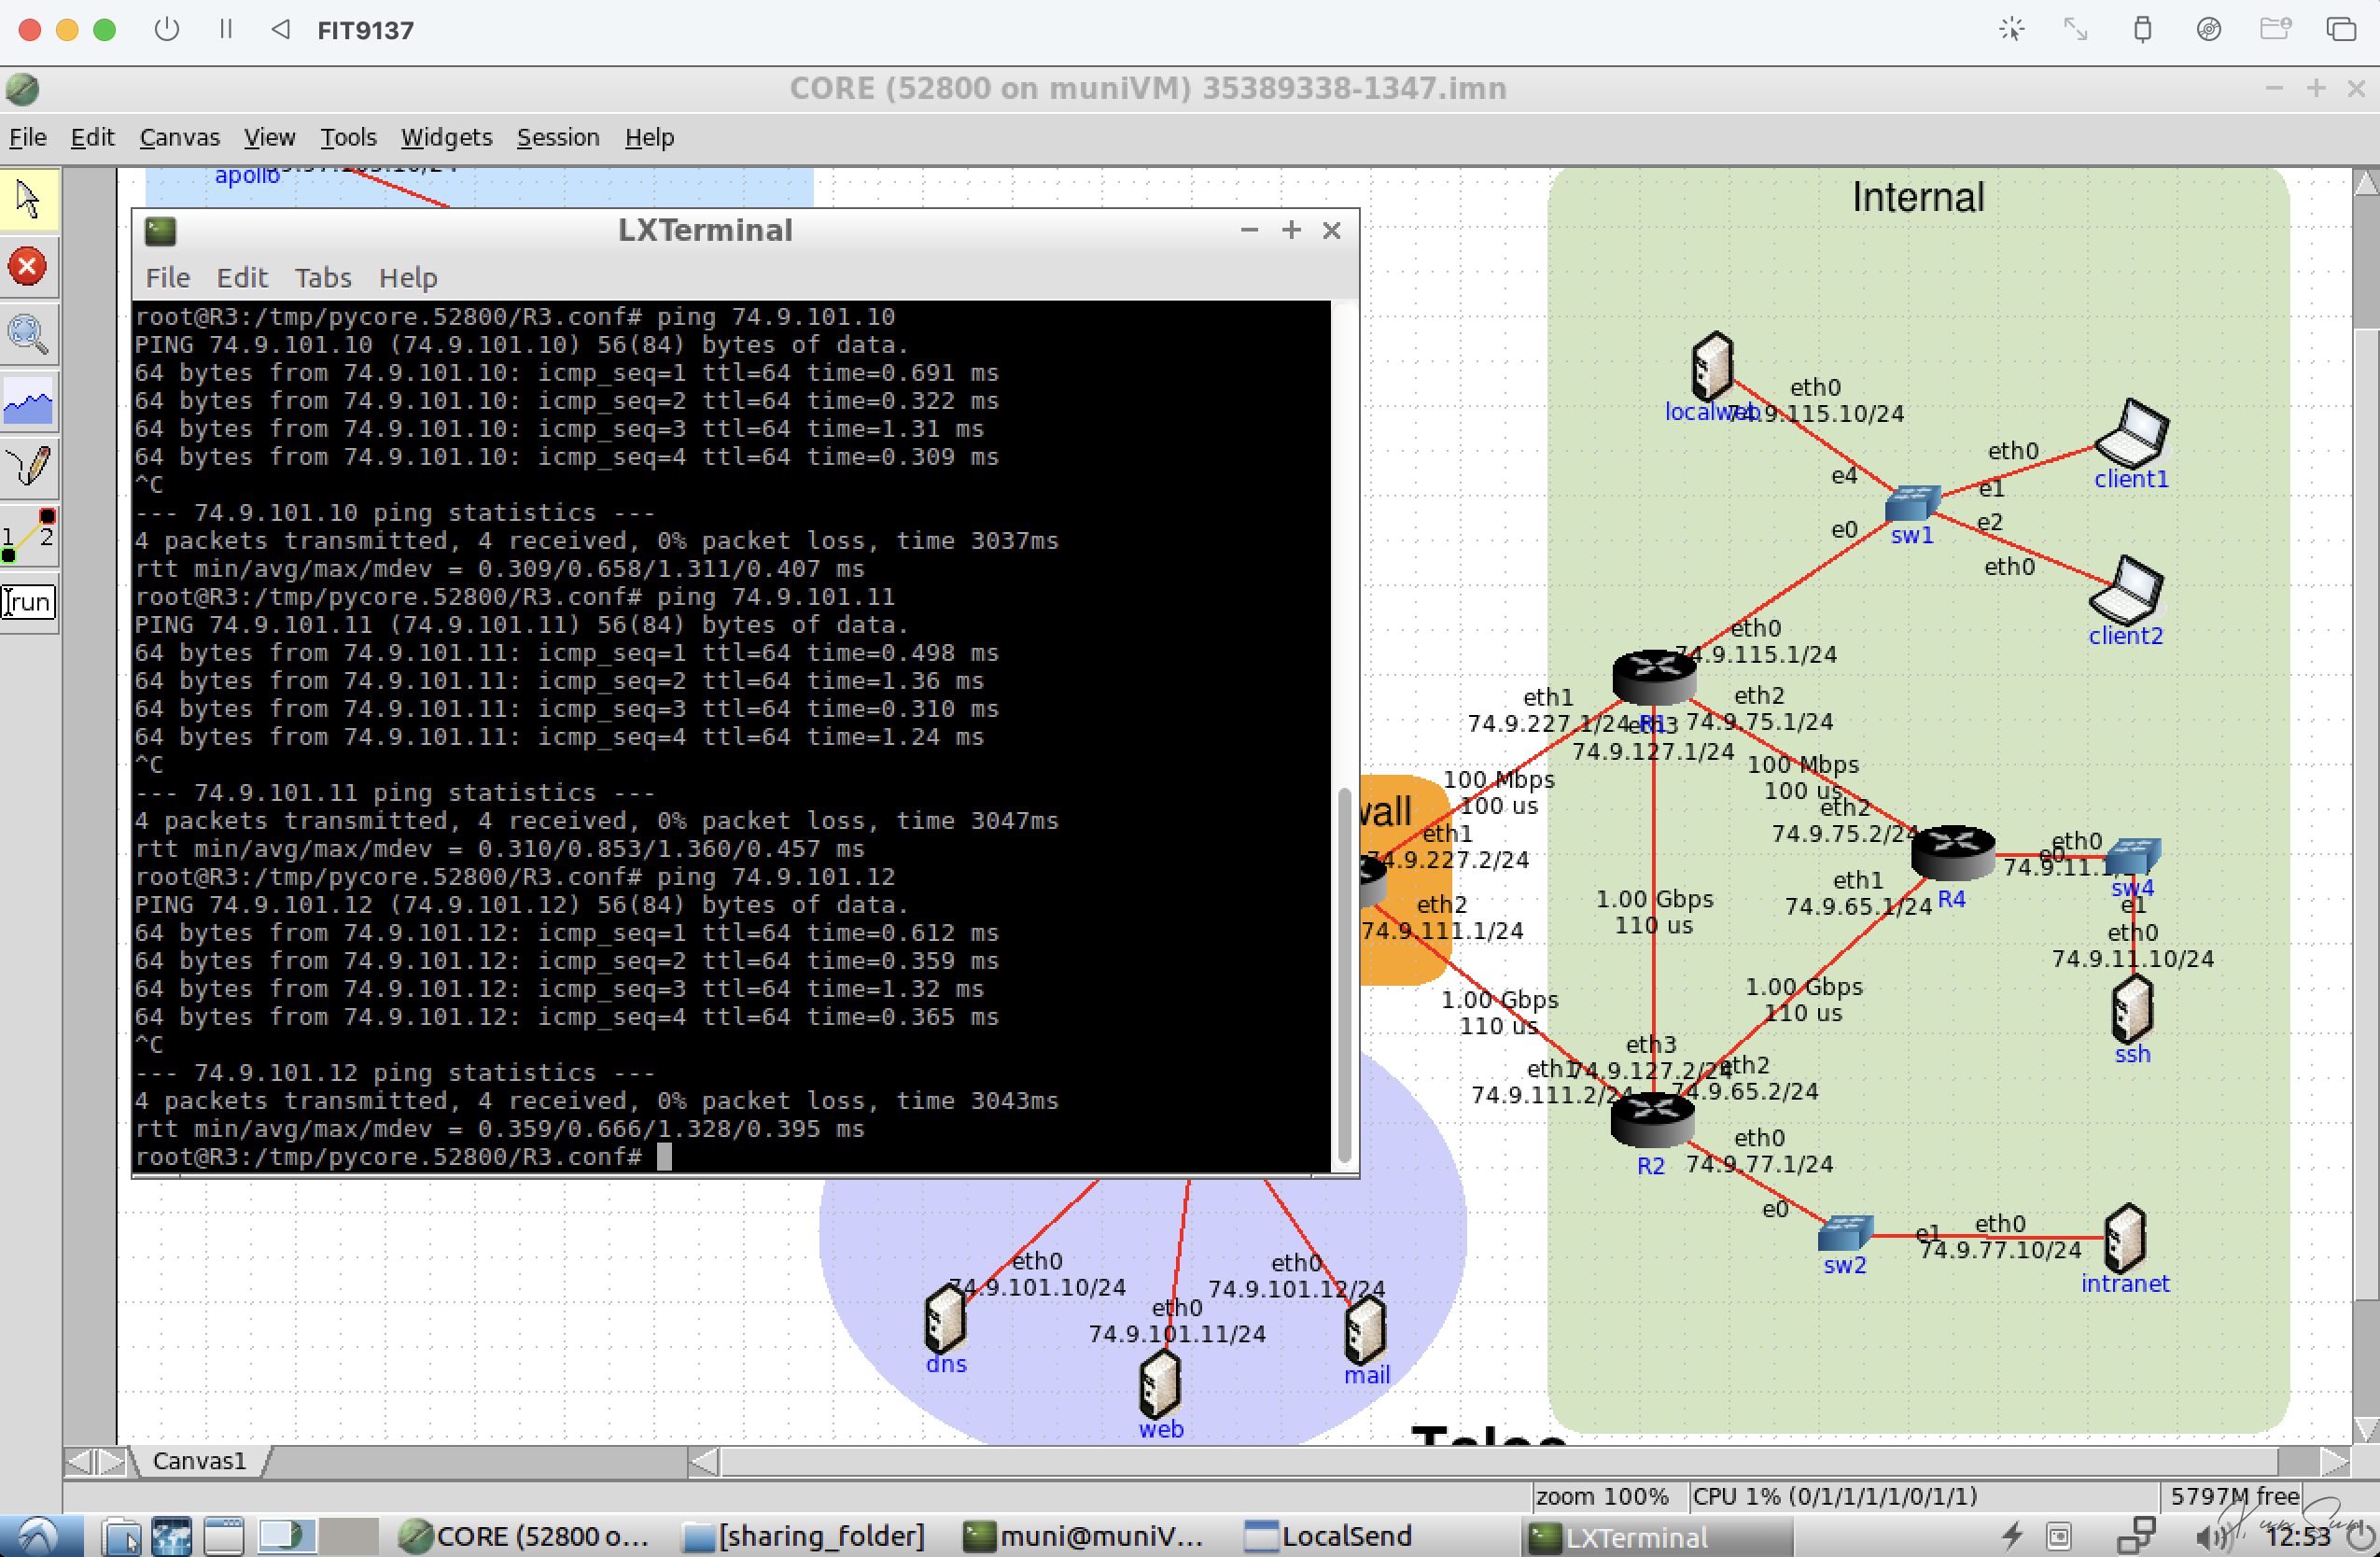 FIT9137
CORE (52800 on muniVM) 35389338-1347.imn
File Edit Canvas View Tools Widgets Session Help
apollo
Internal
LXTerminal
File Edit Tabs Help
root@R3:/tmp/pycore.52800/R3.conf# ping 74.9.101.10
PING 74.9.101.10 (74.9.101.10) 56(84) bytes of data.
64 bytes from 74.9.101.10: icmp_seq=1 ttl=64 time=0.691 ms
64 bytes from 74.9.101.10: icmp_seq=2 ttl=64 time=0.322 ms
64 bytes from 74.9.101.10: icmp_seq=3 ttl=64 time=1.31 ms
64 bytes from 74.9.101.10: icmp_seq=4 ttl=64 time=0.309 ms
^C
--- 74.9.101.10 ping statistics ---
4 packets transmitted, 4 received, 0% packet loss, time 3037ms
rtt min/avg/max/mdev = 0.309/0.658/1.311/0.407 ms
root@R3:/tmp/pycore.52800/R3.conf# ping 74.9.101.11
PING 74.9.101.11 (74.9.101.11) 56(84) bytes of data.
64 bytes from 74.9.101.11: icmp_seq=1 ttl=64 time=0.498 ms
64 bytes from 74.9.101.11: icmp_seq=2 ttl=64 time=1.36 ms
64 bytes from 74.9.101.11: icmp_seq=3 ttl=64 time=0.310 ms
64 bytes from 74.9.101.11: icmp_seq=4 ttl=64 time=1.24 ms
^C
--- 74.9.101.11 ping statistics ---
4 packets transmitted, 4 received, 0% packet loss, time 3047ms
rtt min/avg/max/mdev = 0.310/0.853/1.360/0.457 ms
root@R3:/tmp/pycore.52800/R3.conf# ping 74.9.101.12
PING 74.9.101.12 (74.9.101.12) 56(84) bytes of data.
64 bytes from 74.9.101.12: icmp_seq=1 ttl=64 time=0.612 ms
64 bytes from 74.9.101.12: icmp_seq=2 ttl=64 time=0.359 ms
64 bytes from 74.9.101.12: icmp_seq=3 ttl=64 time=1.32 ms
64 bytes from 74.9.101.12: icmp_seq=4 ttl=64 time=0.365 ms
^C
--- 74.9.101.12 ping statistics ---
4 packets transmitted, 4 received, 0% packet loss, time 3043ms
rtt min/avg/max/mdev = 0.359/0.666/1.328/0.395 ms
root@R3:/tmp/pycore.52800/R3.conf#
1 2
run
localweb
eth0
74.9.115.10/24
e4
eth0
e1
client1
sw1
e0
e2
eth0
client2
eth0
74.9.115.1/24
eth1
74.9.227.1/24
R1
eth3
74.9.127.1/24
eth2
74.9.75.1/24
100 Mbps
100 us
100 Mbps
100 us
wall
eth1
74.9.227.2/24
eth2
74.9.75.2/24
eth2
74.9.111.1/24
1.00 Gbps
110 us
eth1
74.9.65.1/24
R4
eth0
e0
sw4
e1
eth0
74.9.11.10/24
ssh
1.00 Gbps
110 us
1.00 Gbps
110 us
eth3
74.9.127.2/24
eth1
74.9.111.2/24
eth2
74.9.65.2/24
R2
eth0
74.9.77.1/24
e0
sw2
e1
eth0
74.9.77.10/24
intranet
eth0
74.9.101.10/24
dns
eth0
74.9.101.11/24
web
eth0
74.9.101.12/24
mail
Canvas1
zoom 100% CPU 1% (0/1/1/1/1/0/1/1) 5797M free
CORE (52800 o... [sharing_folder] muni@muniV... LocalSend LXTerminal 12:53